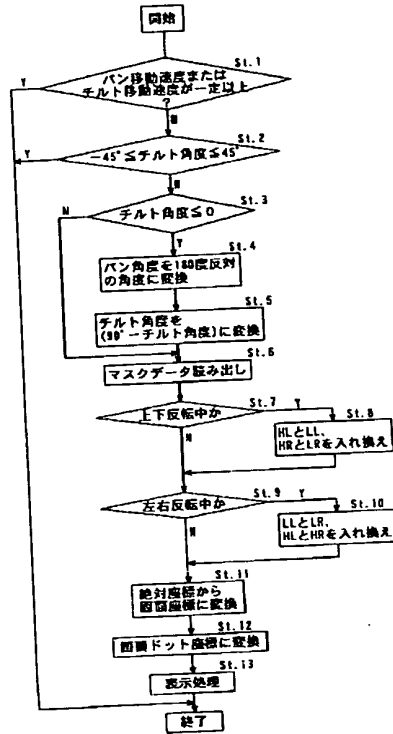 開始
St.1
パン移動速度または
チルト移動速度が一定以上
?
Y
N
St.2
-45°≦チルト角度≦45°
Y
N
St.3
チルト角度≦0
N
Y
St.4
パン角度を180度反対
の角度に変換
St.5
チルト角度を
(90°-チルト角度)に変換
St.6
マスクデータ読み出し
St.7
上下反転中か
Y
N
St.8
HLとLL,
HRとLRを入れ換え
St.9
左右反転中か
Y
N
St.10
LLとLR,
HLとHRを入れ換え
St.11
絶対座標から
画面座標に変換
St.12
画面ドット座標に変換
St.13
表示処理
終了